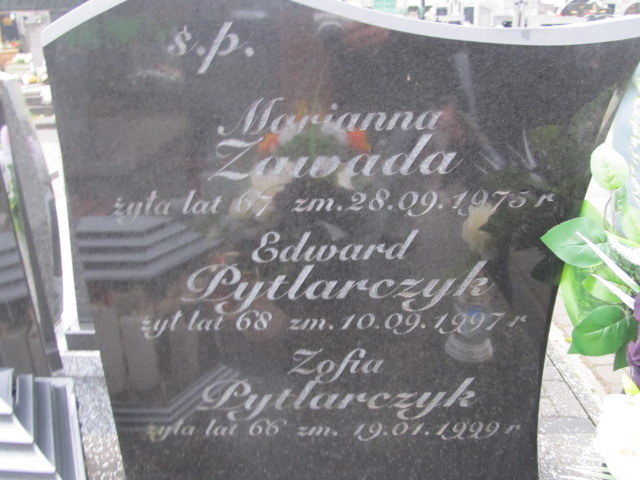 ś.p.
Marianna
Zawada
żyła lat 67 zm. 28.09.1975 r
Edward
Pytlarczyk
żył lat 68 zm. 10.09.1997 r
Zofia
Pytlarczyk
żyła lat 66 zm. 19.01.1999 r